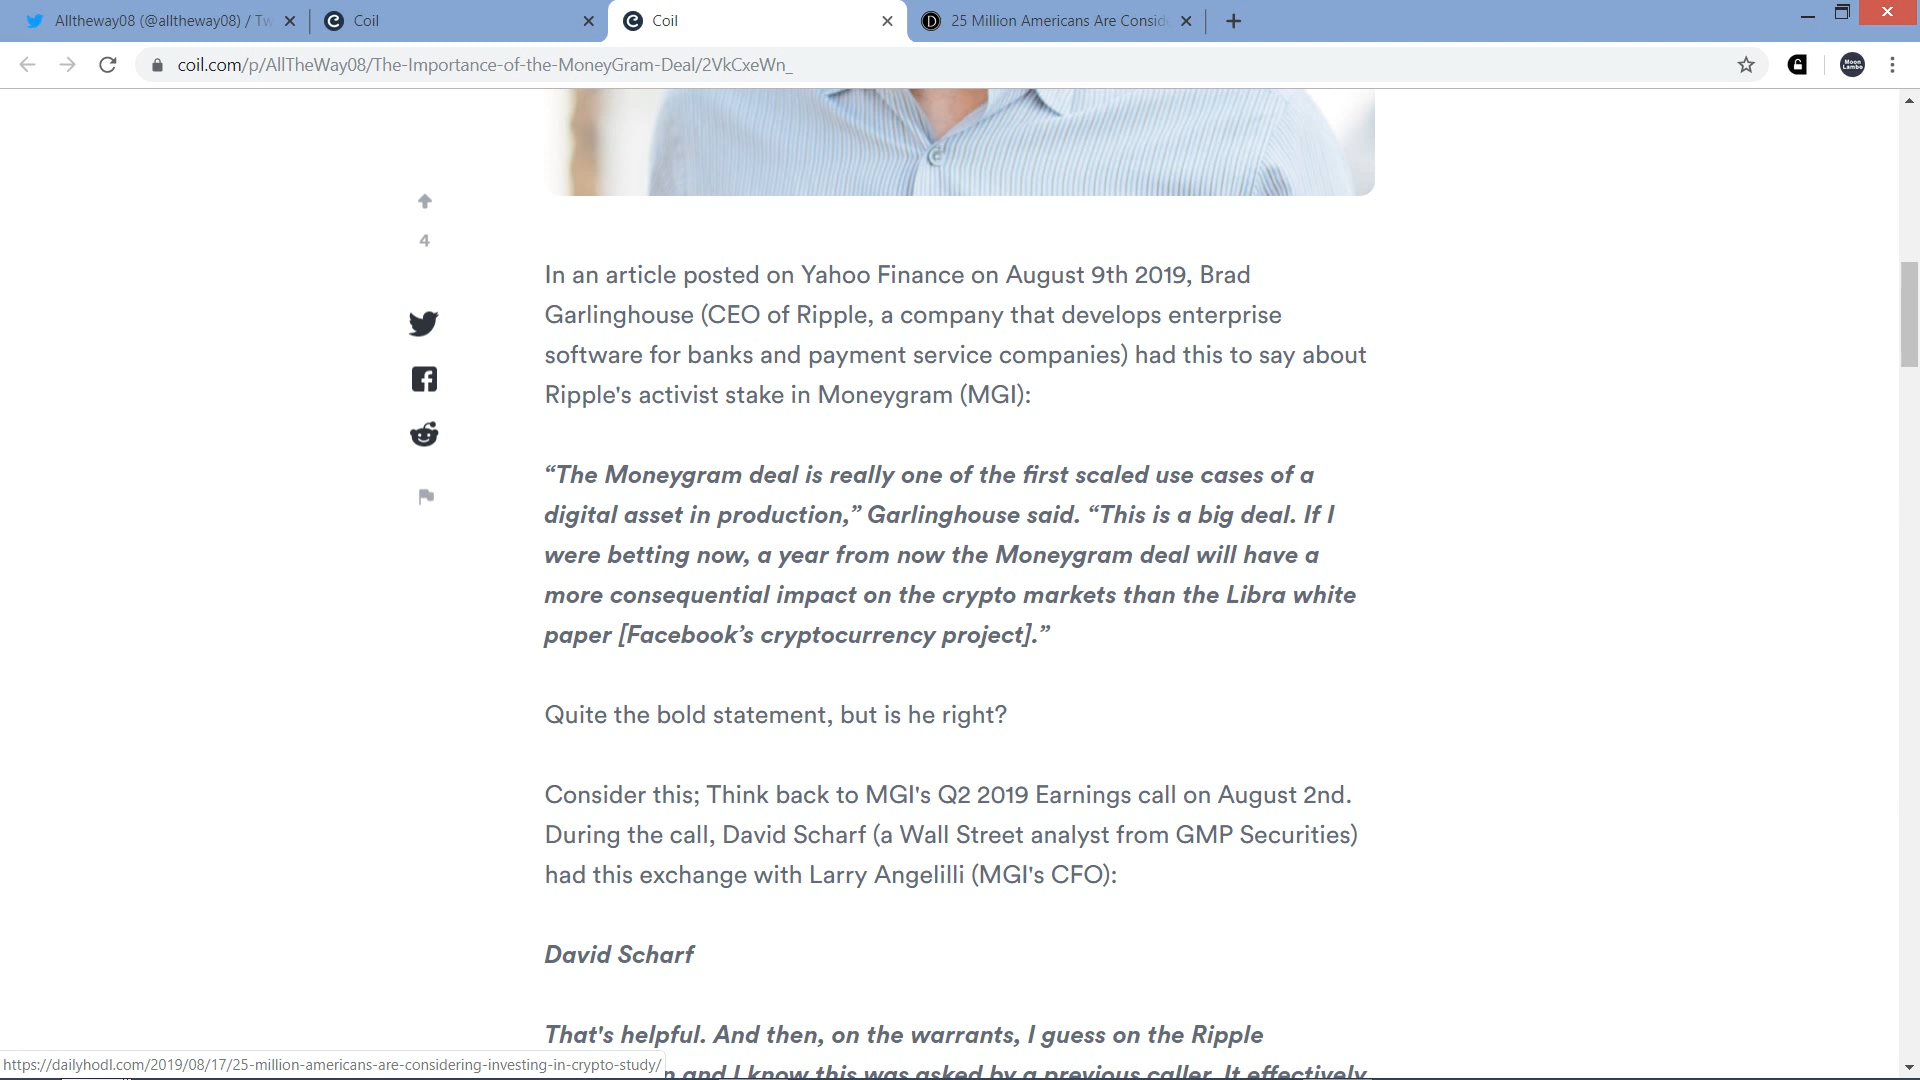 Alltheway08 (@alltheway08) / Tw
Coil
Coil
25 Million Americans Are Consid
coil.com/p/AllTheWay08/The-Importance-of-the-MoneyGram-Deal/2VkCxeWn_
Moon
Lambo
4
In an article posted on Yahoo Finance on August 9th 2019, Brad
Garlinghouse (CEO of Ripple, a company that develops enterprise
software for banks and payment service companies) had this to say about
Ripple's activist stake in Moneygram (MGI):
“The Moneygram deal is really one of the first scaled use cases of a
digital asset in production,” Garlinghouse said. “This is a big deal. If I
were betting now, a year from now the Moneygram deal will have a
more consequential impact on the crypto markets than the Libra white
paper [Facebook’s cryptocurrency project].”
Quite the bold statement, but is he right?
Consider this; Think back to MGI's Q2 2019 Earnings call on August 2nd.
During the call, David Scharf (a Wall Street analyst from GMP Securities)
had this exchange with Larry Angelilli (MGI's CFO):
David Scharf
That's helpful. And then, on the warrants, I guess on the Ripple
and I know this was asked by a previous caller. It effectively
https://dailyhodl.com/2019/08/17/25-million-americans-are-considering-investing-in-crypto-study/